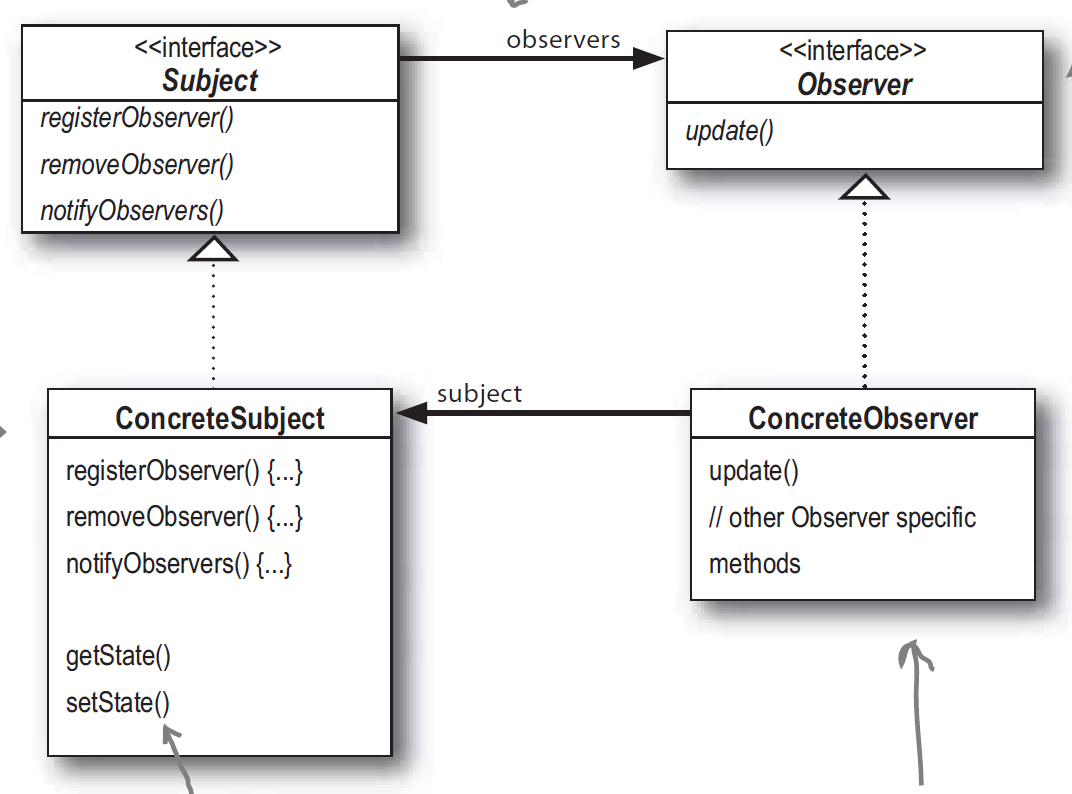 <<interface>>
Subject
registerObserver()
removeObserver()
notifyObservers()
observers
<<interface>>
Observer
update()
ConcreteSubject
registerObserver() {...}
removeObserver() {...}
notifyObservers() {...}
getState()
setState()
subject
ConcreteObserver
update()
// other Observer specific
methods